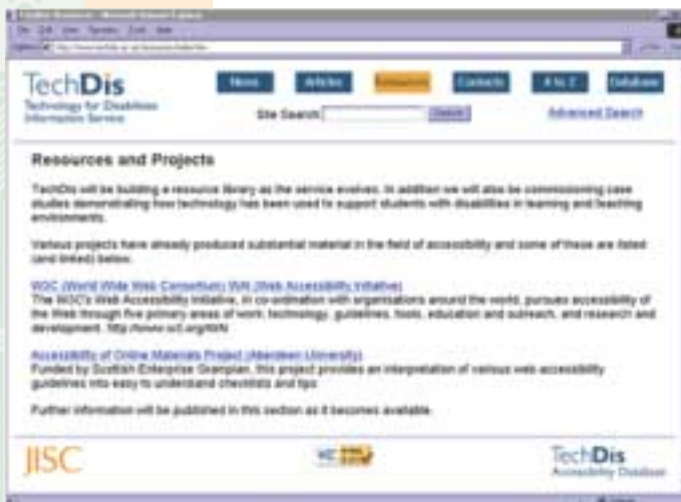 TechDis
Technology for Disabilities
Information Service
News Articles Resources Contacts A to Z Database
Site Search: Search Advanced Search
Resources and Projects
TechDis will be building a resource library as the service evolves. In addition we will also be commissioning case
studies demonstrating how technology has been used to support students with disabilities in learning and teaching
environments.
Various projects have already produced substantial material in the field of accessibility and some of these are listed
(and linked) below.
W3C (World Wide Web Consortium) WAI (Web Accessibility Initiative)
The W3C's Web Accessibility Initiative, in co-ordination with organisations around the world, pursues accessibility of
the Web through five primary areas of work: technology, guidelines, tools, education and outreach, and research and
development.
Accessibility of Online Materials Project (Aberdeen University)
Funded by Scottish Enterprise Grampian, this project provides an interpretation of various web accessibility
guidelines into easy to understand checklists and tips
Further information will be published in this section as it becomes available.
JISC
TechDis
Accessibility Database